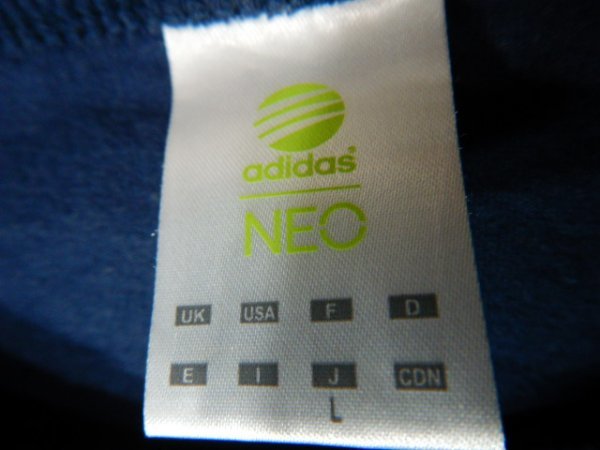 adidas
NEO
UK USA F D
E I J CDN
L